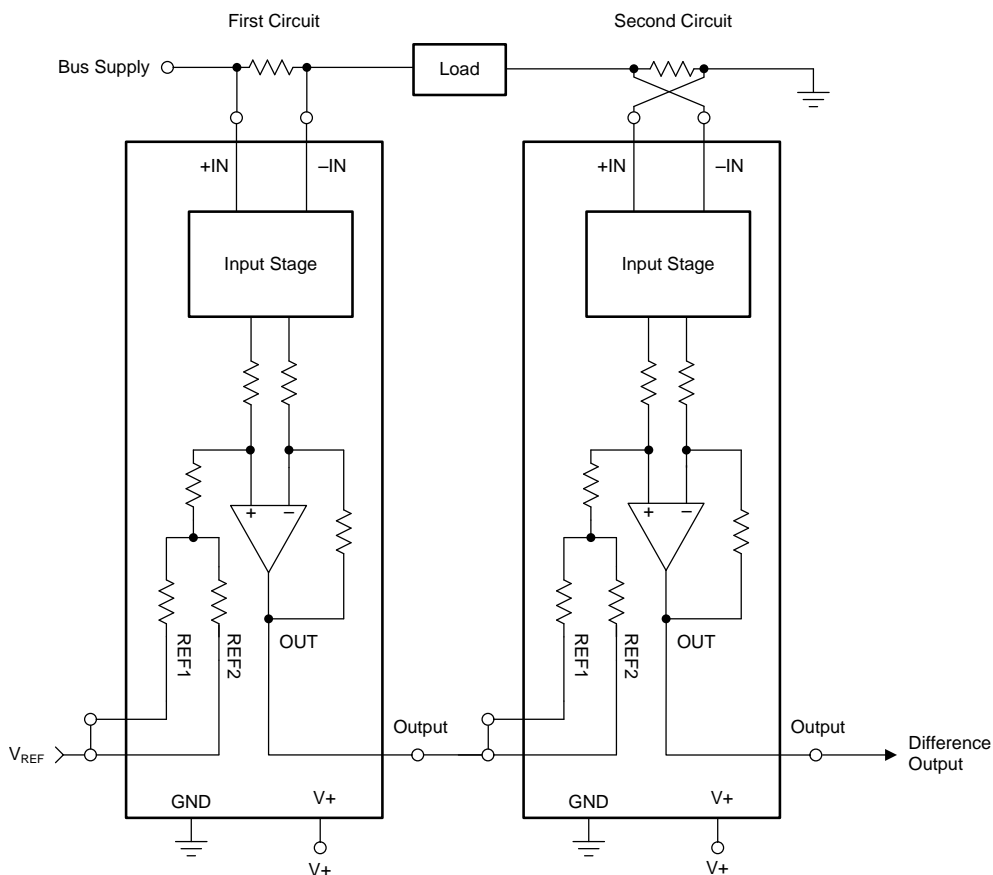 First Circuit
Second Circuit
Bus Supply
Load
+IN
–IN
+IN
–IN
Input Stage
Input Stage
+
–
+
–
REF1
REF2
OUT
REF1
REF2
OUT
Output
Output
VREF
Difference
Output
GND
V+
GND
V+
V+
V+